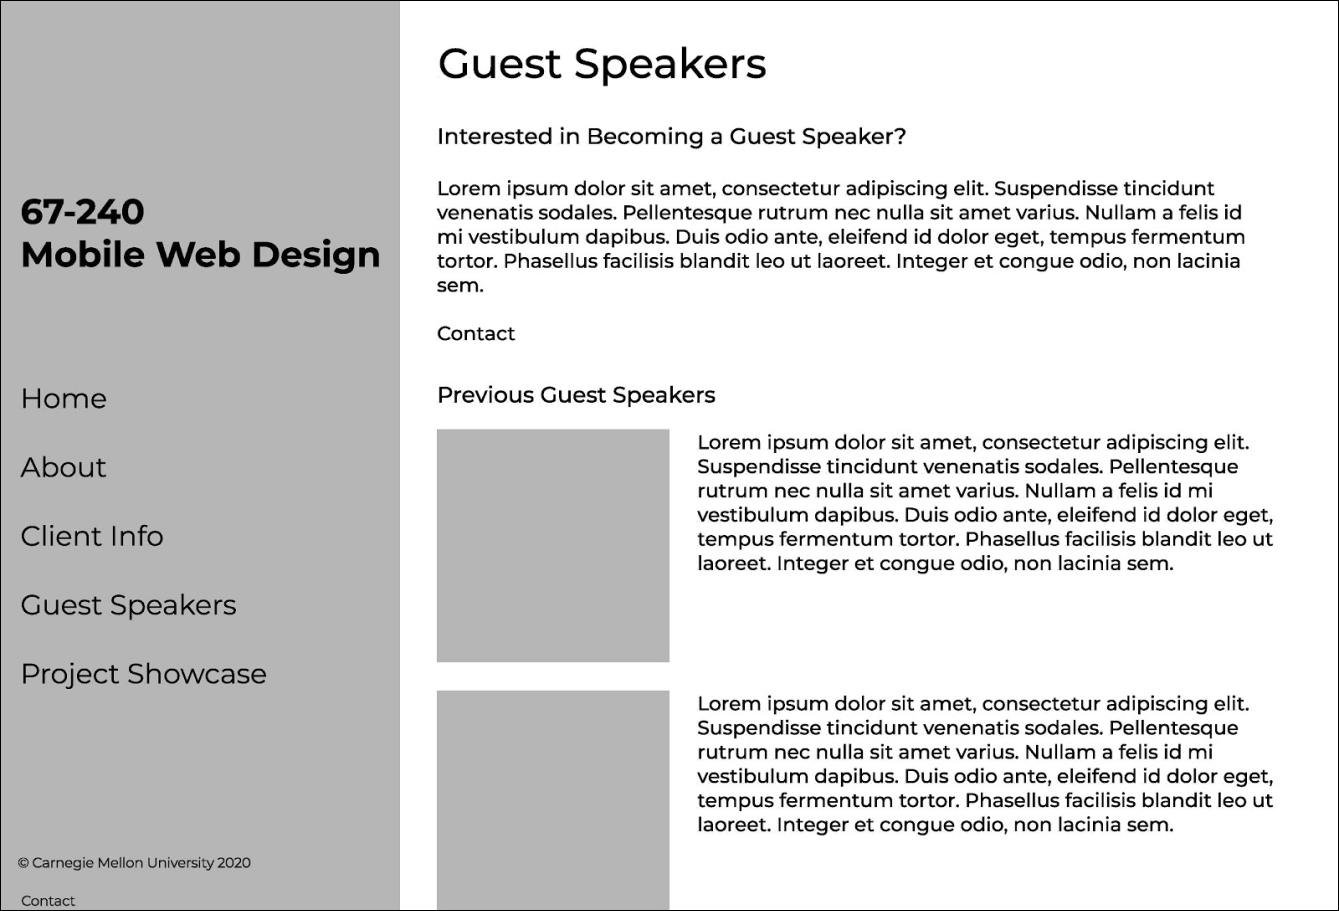 67-240
Mobile Web Design
Home
About
Client Info
Guest Speakers
Project Showcase
© Carnegie Mellon University 2020
Contact
Guest Speakers
Interested in Becoming a Guest Speaker?
Lorem ipsum dolor sit amet, consectetur adipiscing elit. Suspendisse tincidunt
venenatis sodales. Pellentesque rutrum nec nulla sit amet varius. Nullam a felis id
mi vestibulum dapibus. Duis odio ante, eleifend id dolor eget, tempus fermentum
tortor. Phasellus facilisis blandit leo ut laoreet. Integer et congue odio, non lacinia
sem.
Contact
Previous Guest Speakers
Lorem ipsum dolor sit amet, consectetur adipiscing elit.
Suspendisse tincidunt venenatis sodales. Pellentesque
rutrum nec nulla sit amet varius. Nullam a felis id mi
vestibulum dapibus. Duis odio ante, eleifend id dolor eget,
tempus fermentum tortor. Phasellus facilisis blandit leo ut
laoreet. Integer et congue odio, non lacinia sem.
Lorem ipsum dolor sit amet, consectetur adipiscing elit.
Suspendisse tincidunt venenatis sodales. Pellentesque
rutrum nec nulla sit amet varius. Nullam a felis id mi
vestibulum dapibus. Duis odio ante, eleifend id dolor eget,
tempus fermentum tortor. Phasellus facilisis blandit leo ut
laoreet. Integer et congue odio, non lacinia sem.